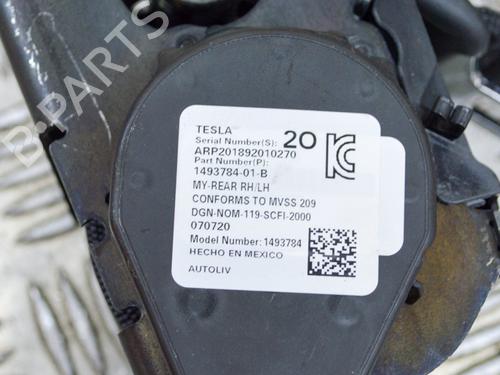 B-PARTS
TESLA
Serial Number(S): 20
ARP201892010270
Part Number(P):
1493784-01-B
MY-REAR RH/LH
CONFORMS TO MVSS 209
DGN-NOM-119-SCFI-2000
070720
Model Number: 1493784
HECHO EN MEXICO
AUTOLIV